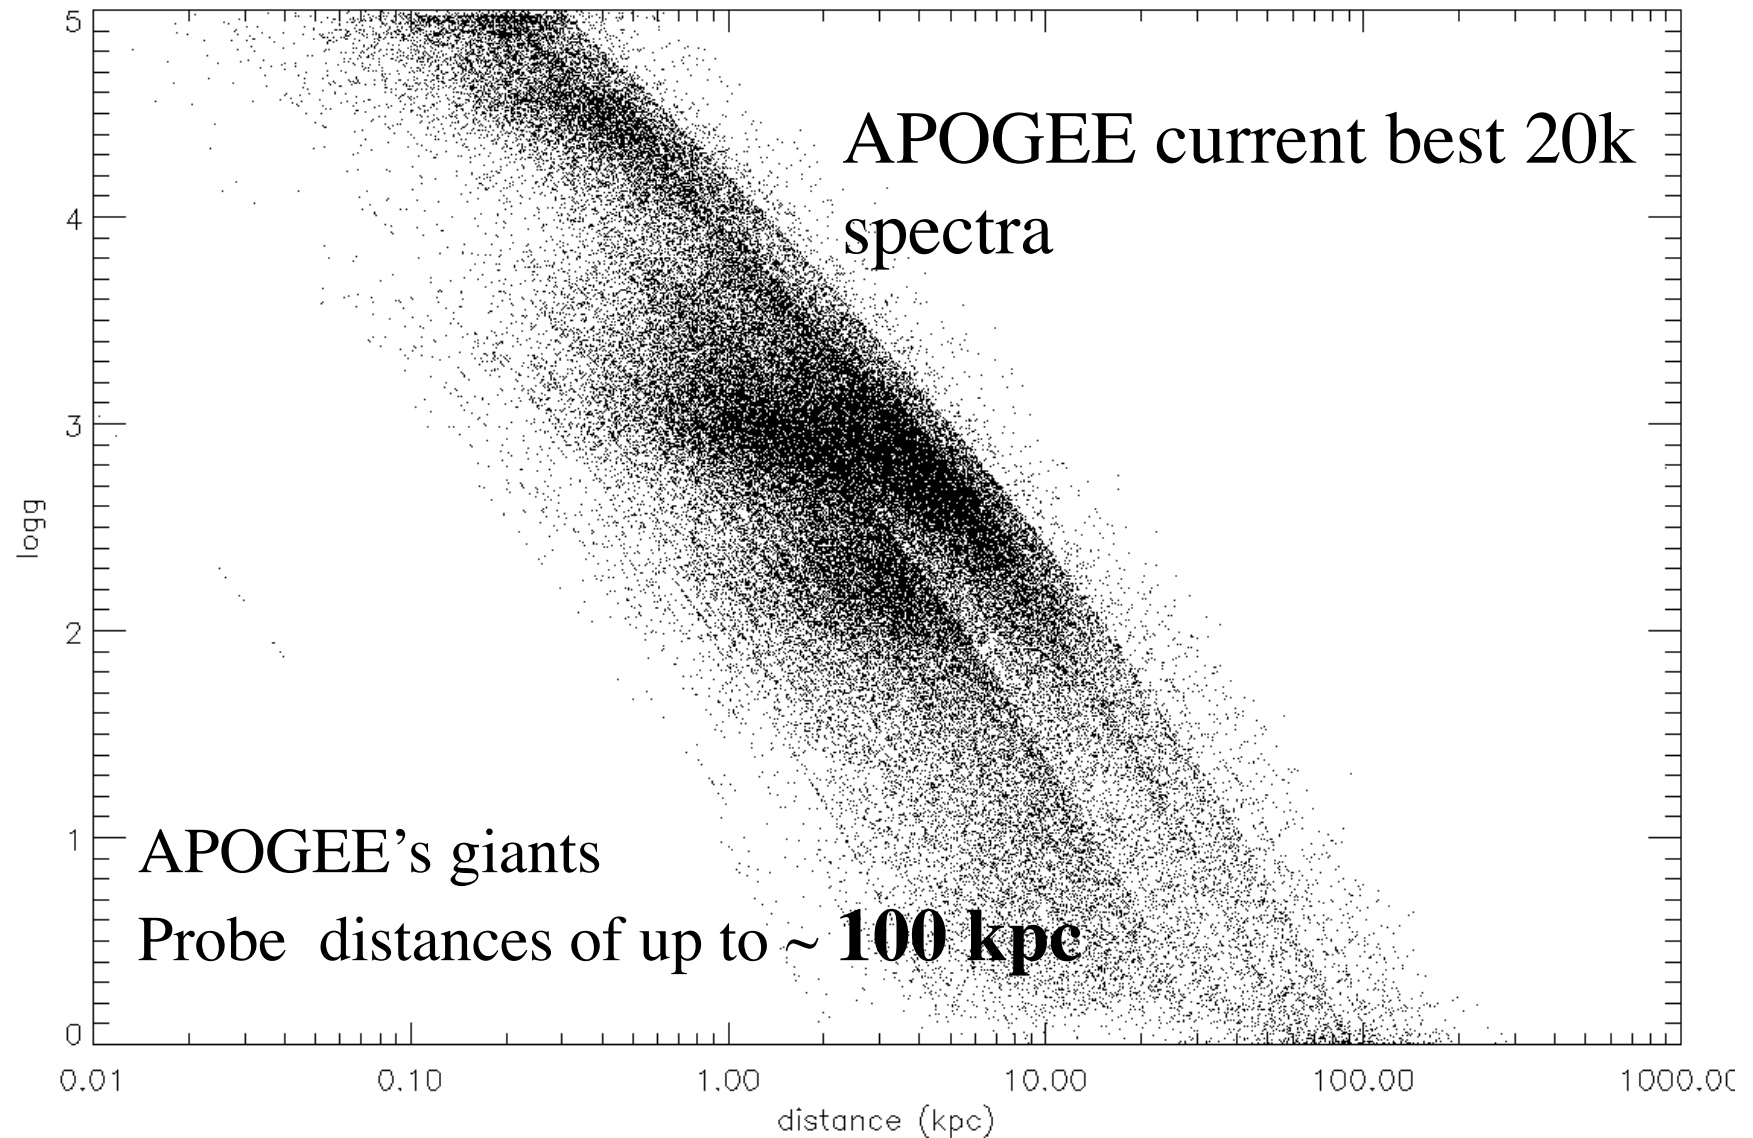 5
APOGEE current best 20k
spectra
4
3
logg
2
1
APOGEE’s giants
Probe distances of up to ~ 100 kpc
0
0.01 0.10 1.00 10.00 100.00 1000.00
distance (kpc)